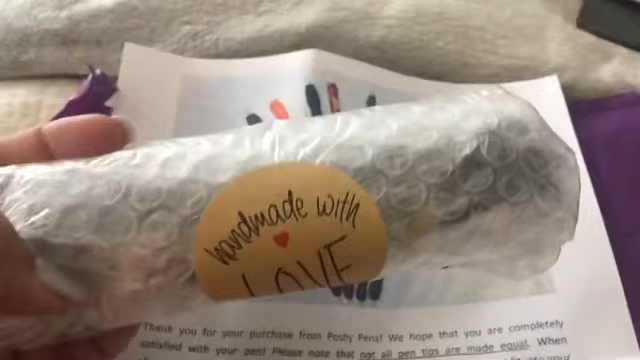 handmade with
LOVE
Thank you for your purchase from Poshy Pens! We hope that you are completely
satisfied with your pen! Please note that not all pen tips are made equal. When